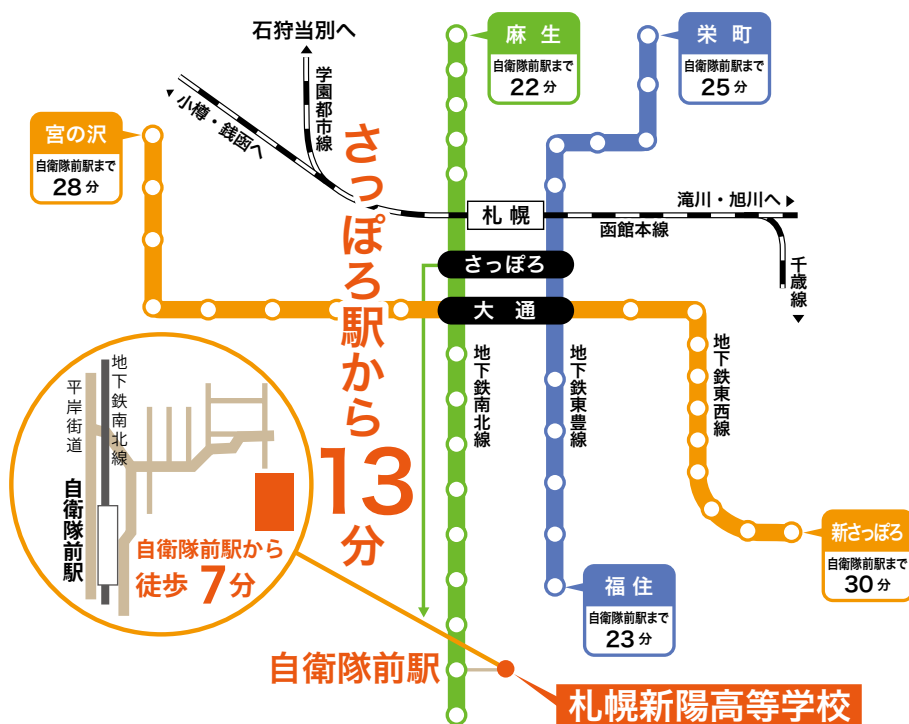 石狩当別へ
学園都市線
小樽・銭函へ
麻生
自衛隊前駅まで
22分
栄町
自衛隊前駅まで
25分
宮の沢
自衛隊前駅まで
28分
さっぽろ駅から
13分
札幌
滝川・旭川へ
函館本線
千歳線
さっぽろ
大通
地下鉄南北線
地下鉄東豊線
地下鉄東西線
地下鉄南北線
平岸街道
自衛隊前駅
自衛隊前駅から
徒歩7分
新さっぽろ
自衛隊前駅まで
30分
福住
自衛隊前駅まで
23分
自衛隊前駅
札幌新陽高等学校